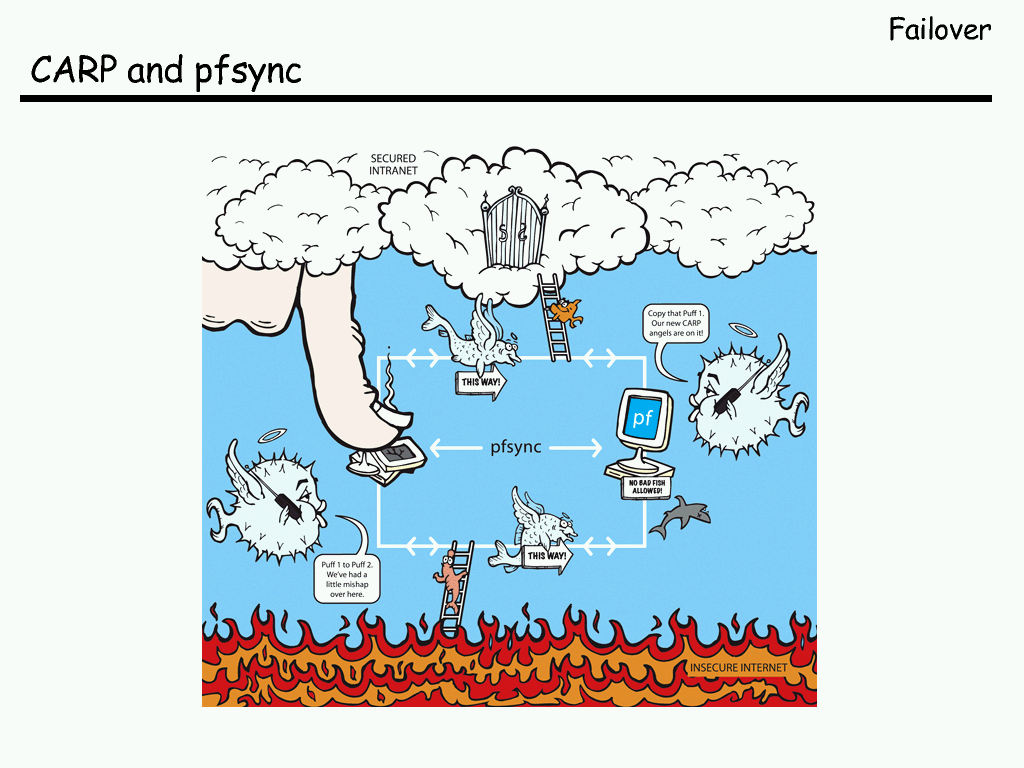 Failover
CARP and pfsync
SECURED
INTRANET
Copy that Puff 1.
Our new CARP
angels are on it!
THIS WAY!
pf
pfsync
NO BAD FISH
ALLOWED!
THIS WAY!
Puff 1 to Puff 2.
We've had a
little mishap
over here.
INSECURE INTERNET